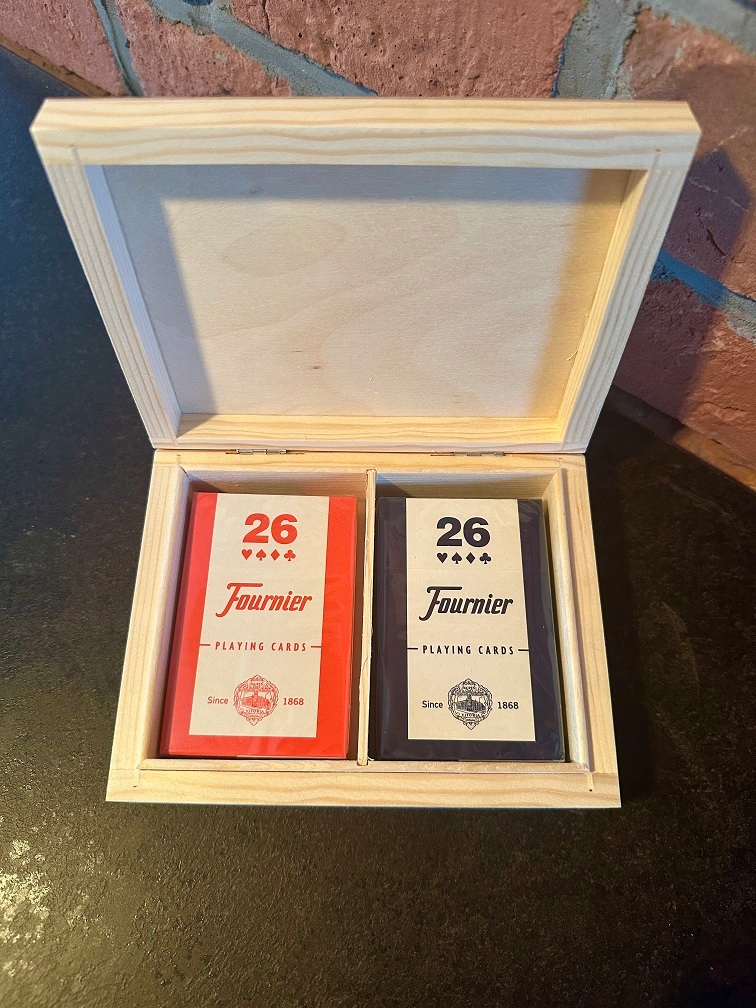 26
♥♠♦♣
Fournier
PLAYING CARDS
Since 1868
26
♥♠♦♣
Fournier
PLAYING CARDS
Since 1868